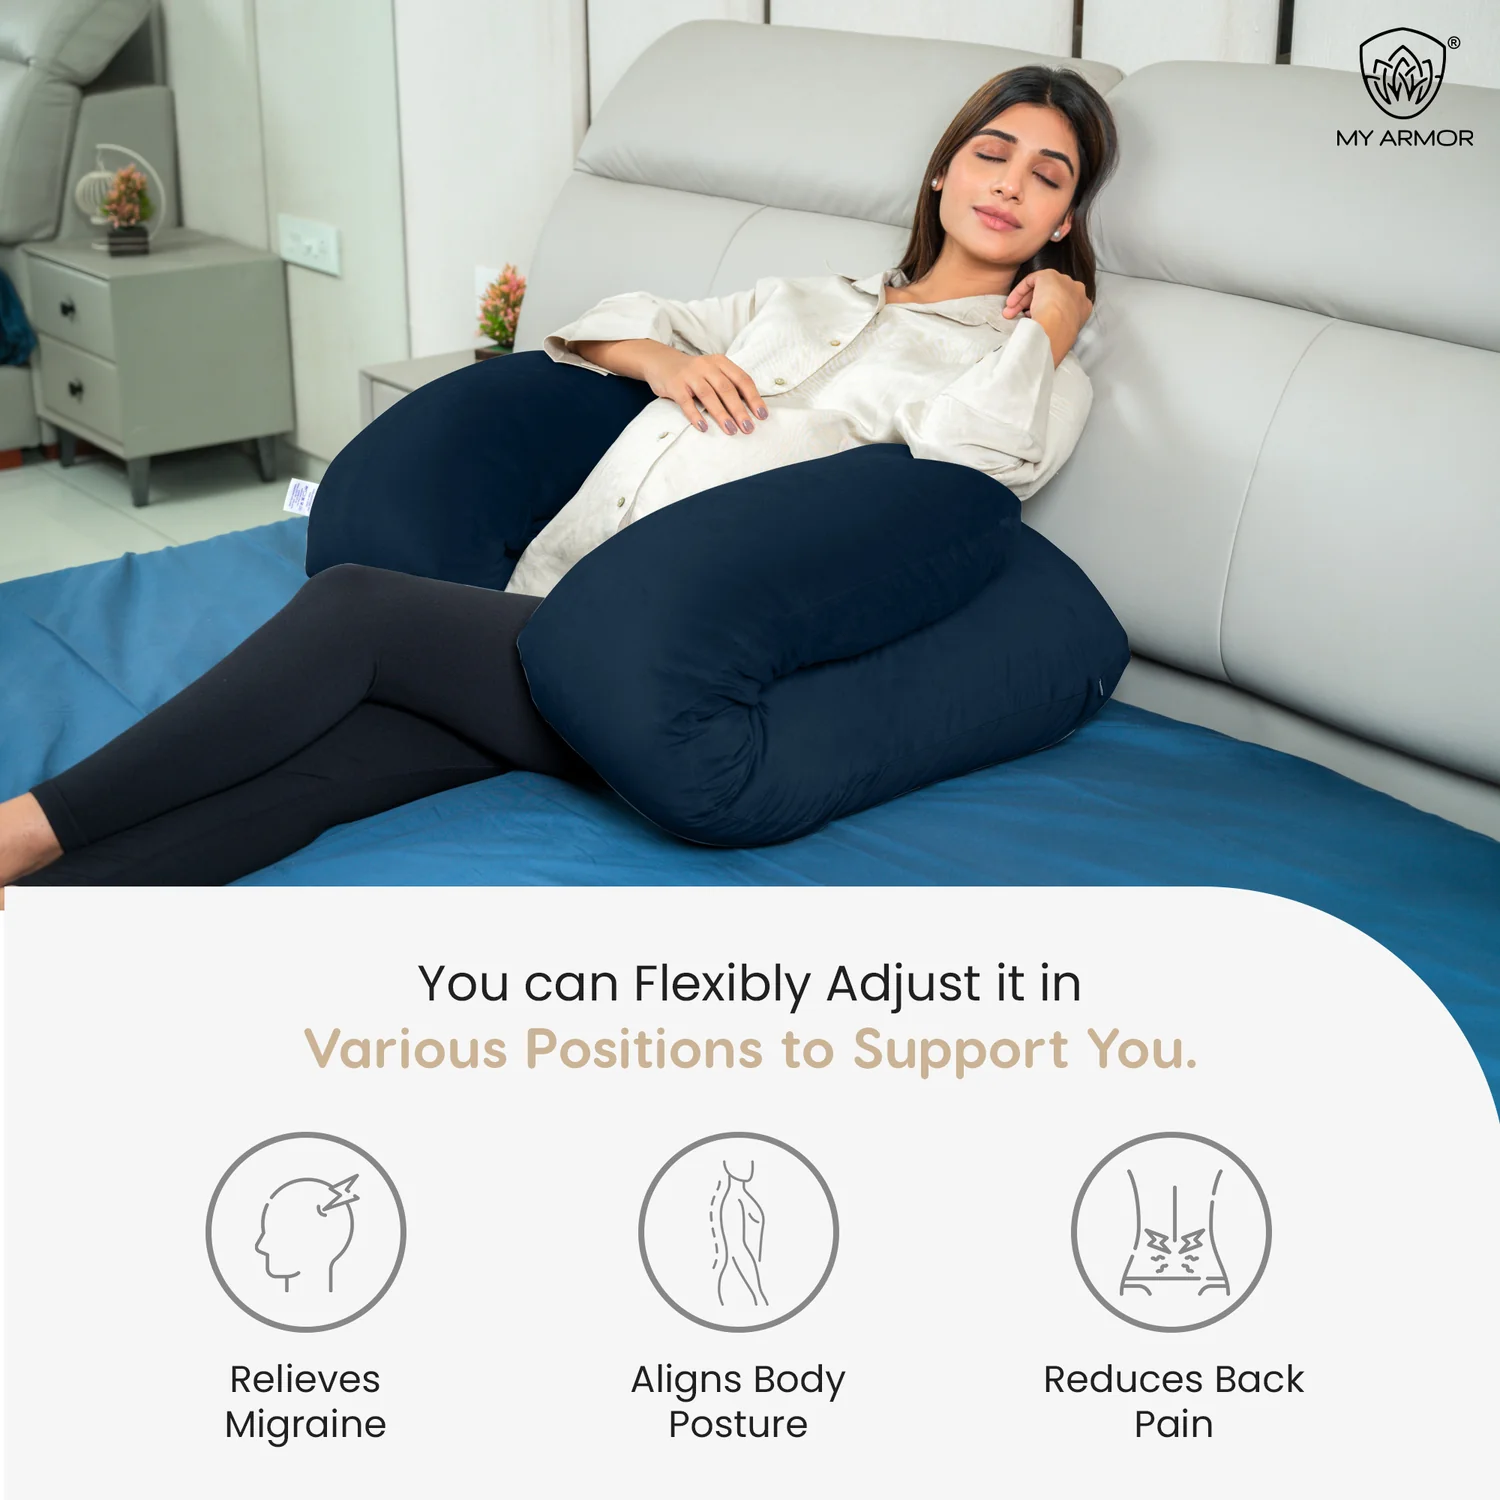 ®
MY ARMOR
You can Flexibly Adjust it in
Various Positions to Support You.
Relieves
Migraine
Aligns Body
Posture
Reduces Back
Pain